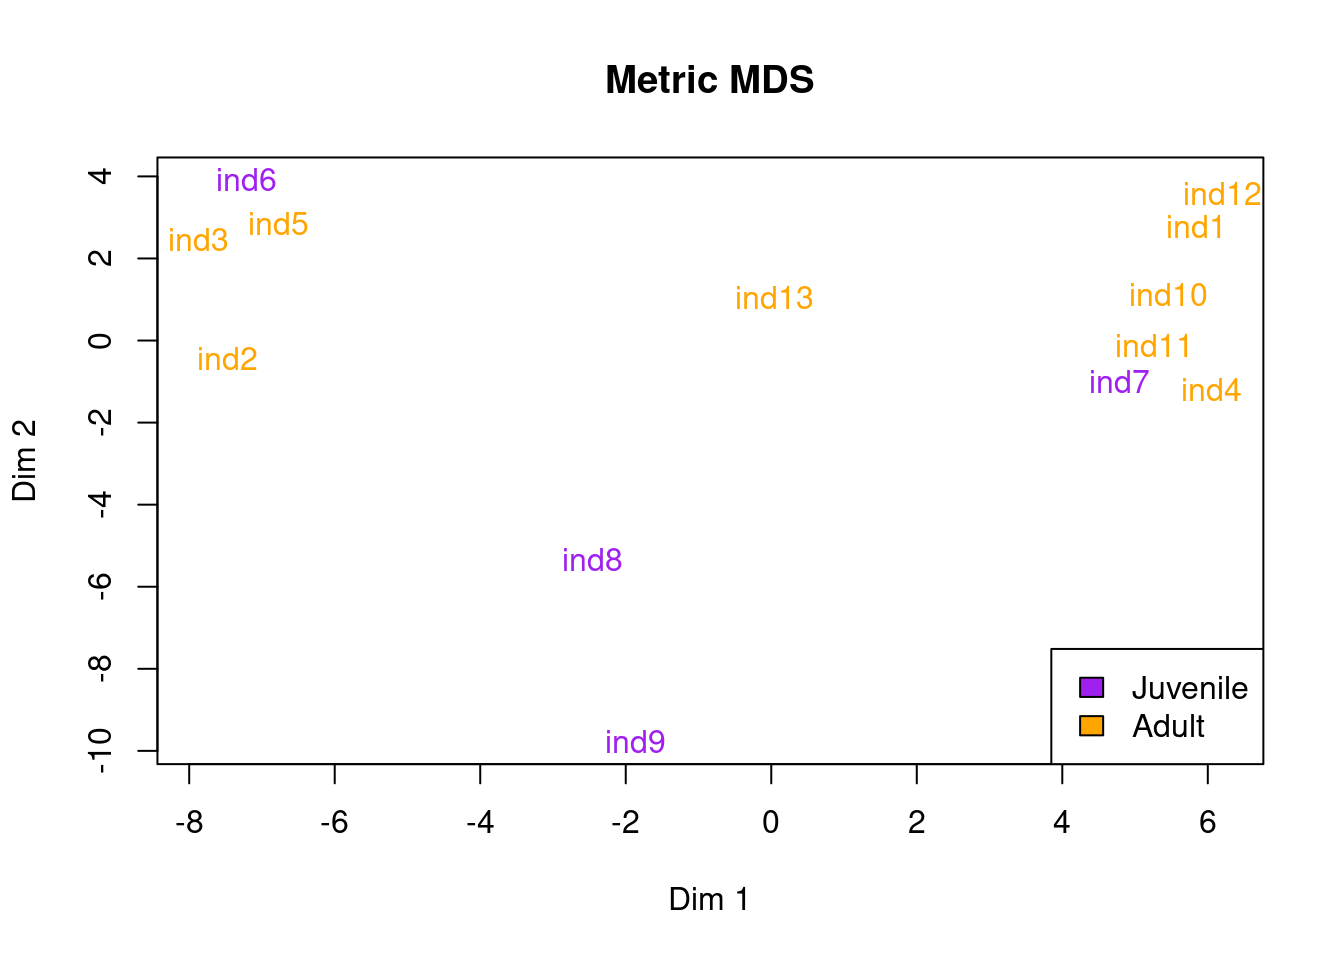 Metric MDS
4
2
0
-2
-4
-6
-8
-10
Dim 2
ind6
ind12
ind5
ind1
ind3
ind13
ind10
ind11
ind2
ind7
ind4
ind8
ind9
Juvenile
Adult
-8 -6 -4 -2 0 2 4 6
Dim 1